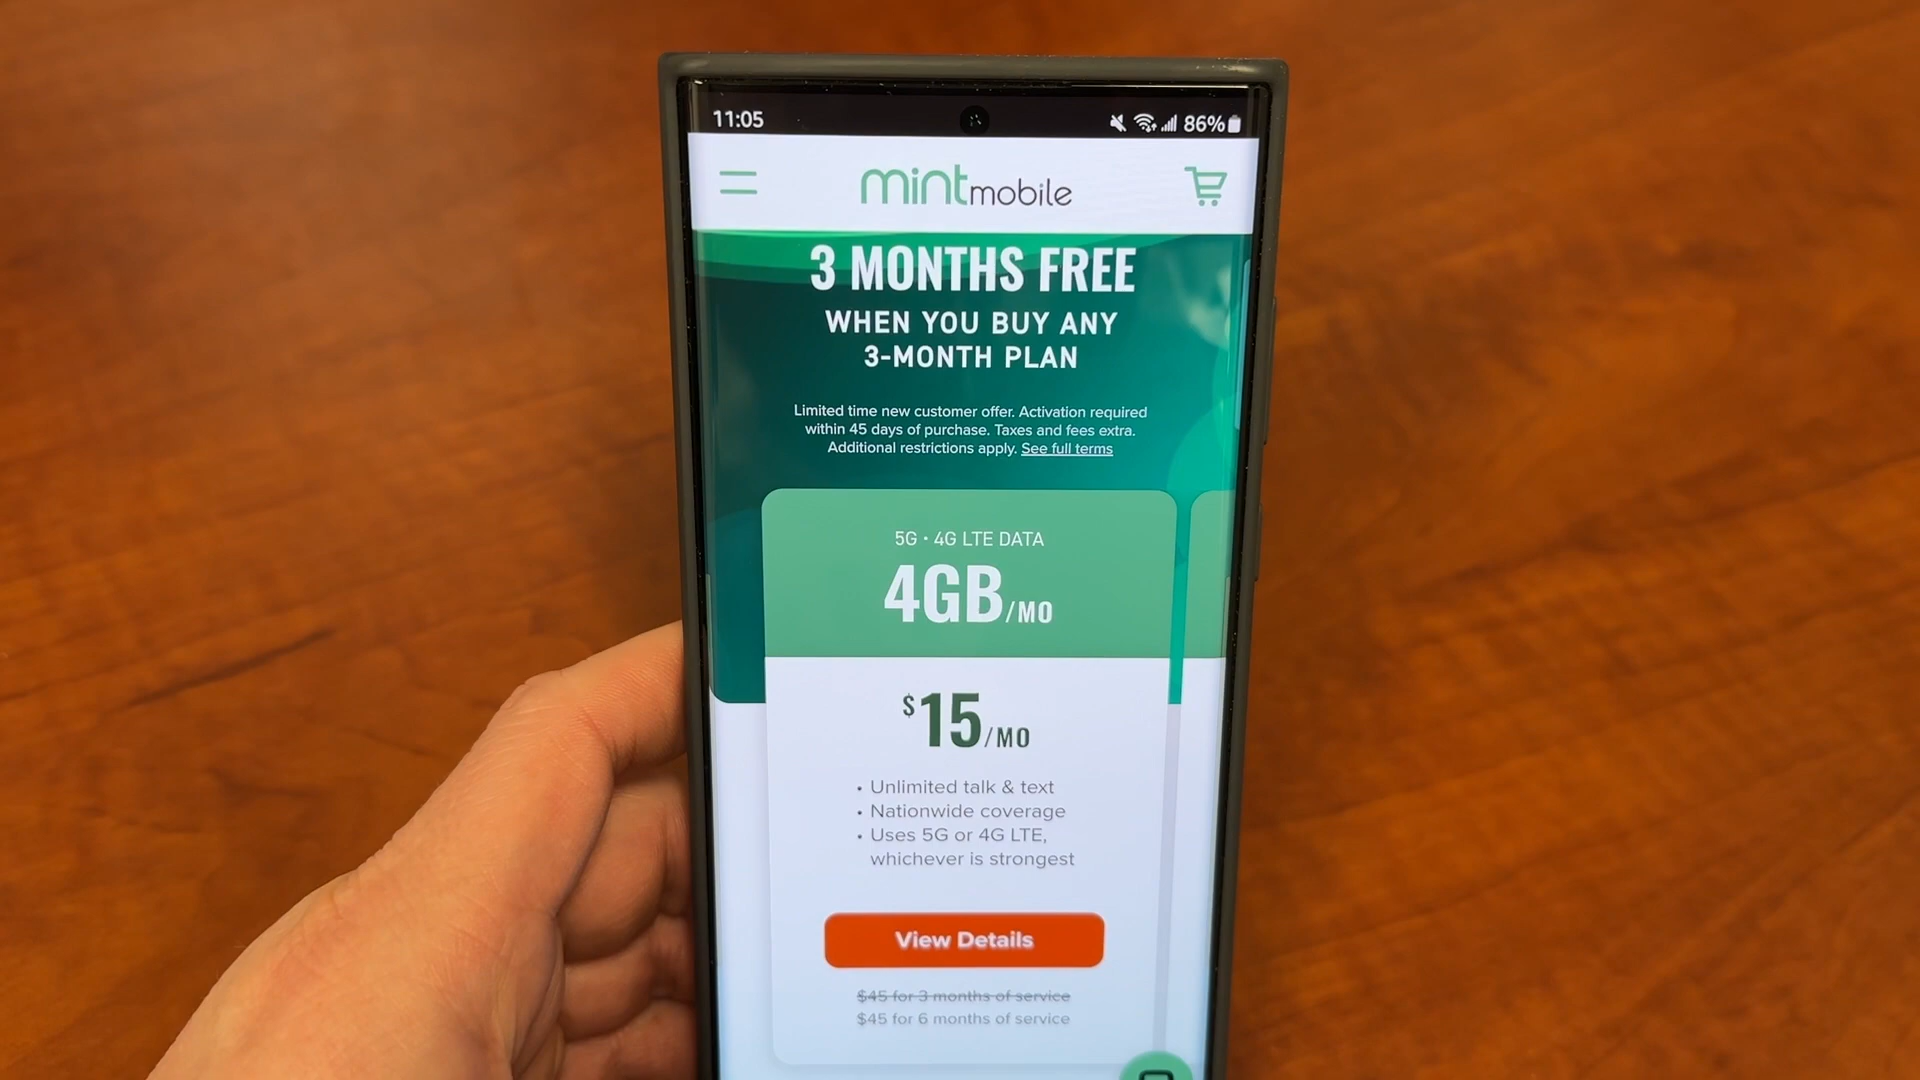 11:05 86%
mint mobile
3 MONTHS FREE
WHEN YOU BUY ANY
3-MONTH PLAN
Limited time new customer offer. Activation required
within 45 days of purchase. Taxes and fees extra.
Additional restrictions apply. See full terms
5G • 4G LTE DATA
4GB/MO
$15/MO
• Unlimited talk & text
• Nationwide coverage
• Uses 5G or 4G LTE,
whichever is strongest
View Details
$45 for 3 months of service
$45 for 6 months of service